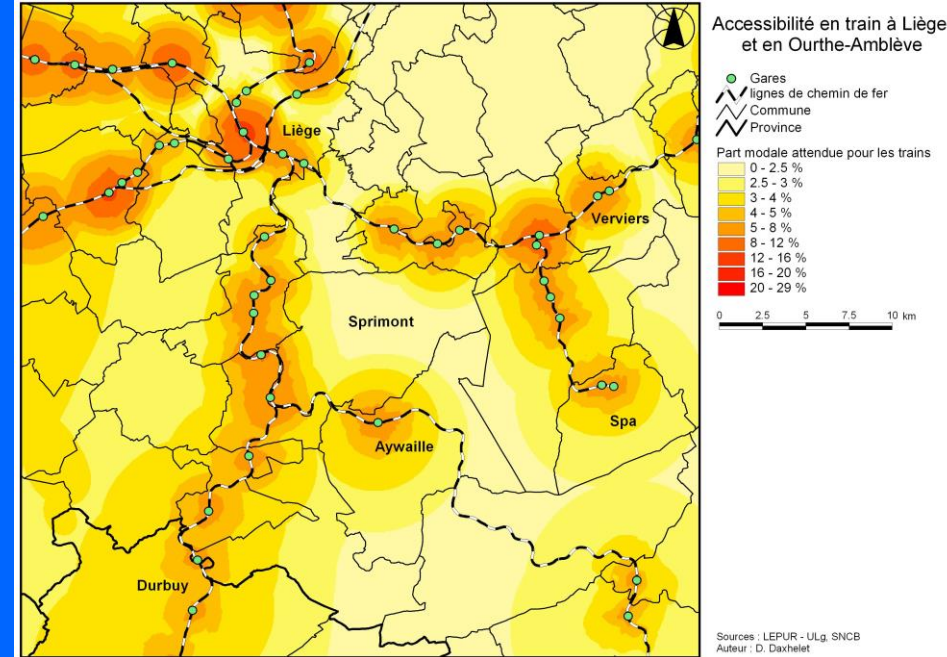 Accessibilité en train à Liège
et en Ourthe-Amblève
Gares
lignes de chemin de fer
Commune
Province
Part modale attendue pour les trains
0 - 2.5 %
2.5 - 3 %
3 - 4 %
4 - 5 %
5 - 8 %
8 - 12 %
12 - 16 %
16 - 20 %
20 - 29 %
0 2.5 5 7.5 10 km
Liège
Verviers
Sprimont
Spa
Aywaille
Durbuy
Sources : LEPUR - ULg, SNCB
Auteur : D. Daxhelet